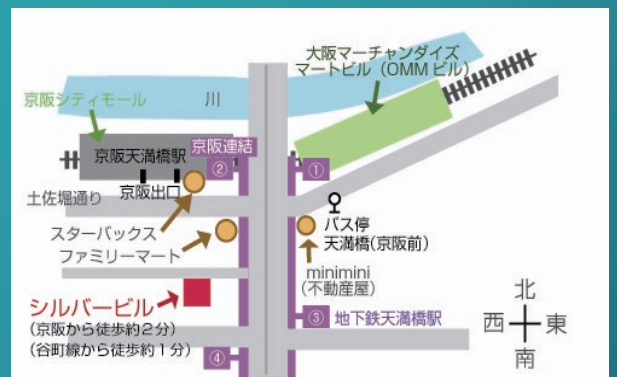 大阪マーチャンダイズ
マートビル(OMMビル)
京阪シティモール
川
京阪連結
京阪天満橋駅
②
①
京阪出口
土佐堀通り
バス停
天満橋(京阪前)
スターバックス
ファミリーマート
minimini
(不動産屋)
シルバービル
(京阪から徒歩約2分)
(谷町線から徒歩約1分)
③
地下鉄天満橋駅
④
北
西
東
南